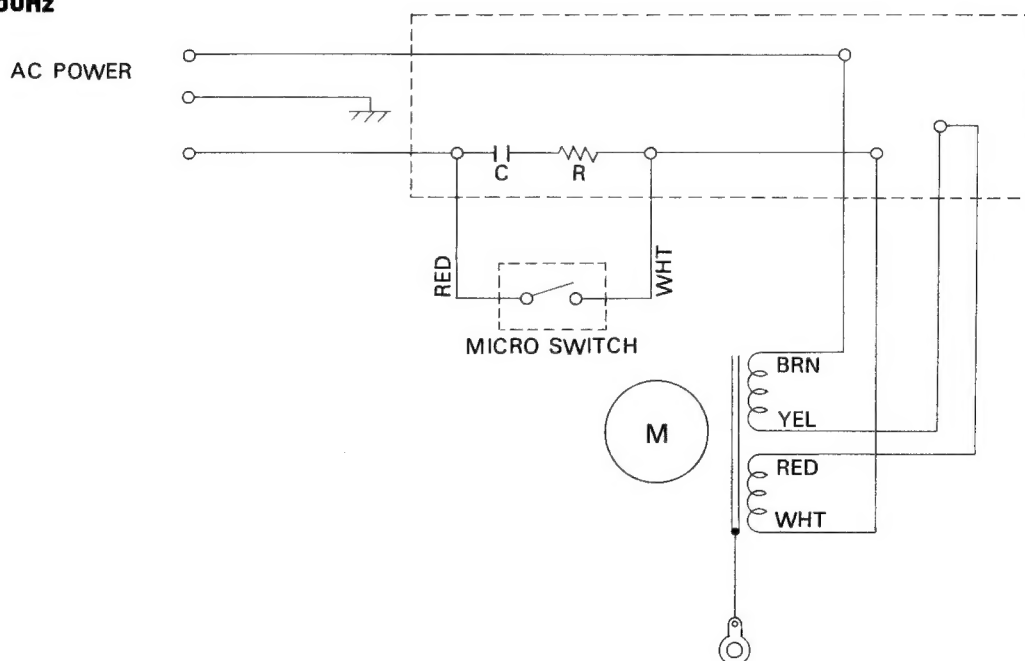 AC POWER
C
R
RED
WHT
MICRO SWITCH
BRN
YEL
M
RED
WHT